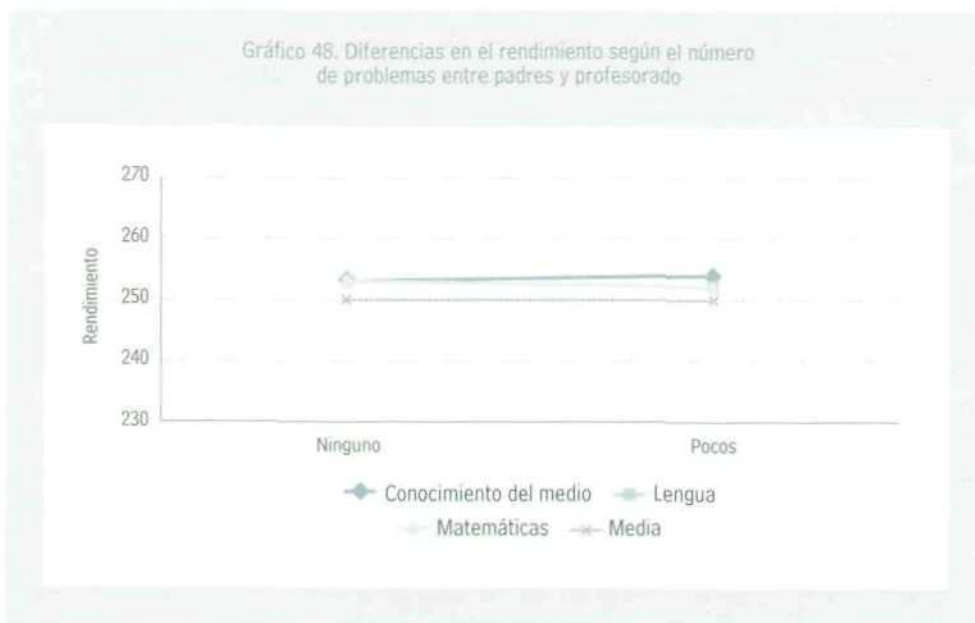 Gráfico 48. Diferencias en el rendimiento según el número
de problemas entre padres y profesorado
270
260
250
240
230
Rendimiento
Ninguno
Pocos
Conocimiento del medio
Lengua
Matemáticas
Media